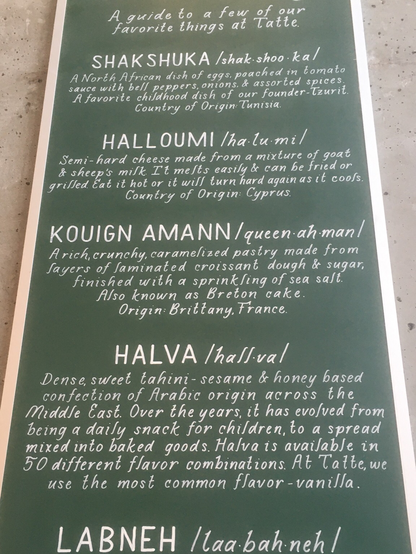 A guide to a few of our
favorite things at Tatte.
SHAKSHUKA /shak·shoo·ka/
A North African dish of eggs, poached in tomato
sauce with bell peppers, onions, & assorted spices.
A favorite childhood dish of our founder-Tzurit.
Country of Origin: Tunisia.
HALLOUMI /ha·lu·mi/
Semi-hard cheese made from a mixture of goat
& sheep's milk. It melts easily & can be fried or
grilled. Eat it hot or it will turn hard again as it cools.
Country of Origin: Cyprus.
KOUIGN AMANN /queen·ah·man/
A rich, crunchy, caramelized pastry made from
layers of laminated croissant dough & sugar,
finished with a sprinkling of sea salt.
Also known as Breton cake.
Origin: Brittany, France.
HALVA /hall·va/
Dense, sweet tahini-sesame & honey based
confection of Arabic origin across the
Middle East. Over the years, it has evolved from
being a daily snack for children, to a spread
mixed into baked goods. Halva is available in
50 different flavor combinations. At Tatte, we
use the most common flavor-vanilla.
LABNEH /laa·bah·neh/